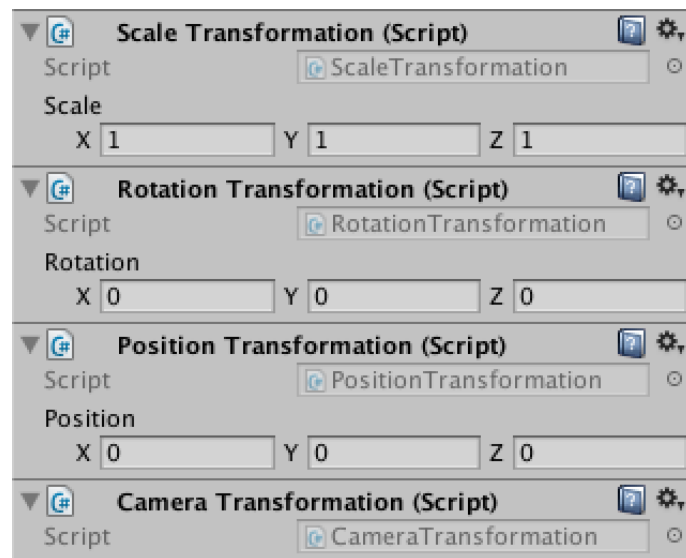 Scale Transformation (Script)
Script ScaleTransformation
Scale
X 1 Y 1 Z 1
Rotation Transformation (Script)
Script RotationTransformation
Rotation
X 0 Y 0 Z 0
Position Transformation (Script)
Script PositionTransformation
Position
X 0 Y 0 Z 0
Camera Transformation (Script)
Script CameraTransformation